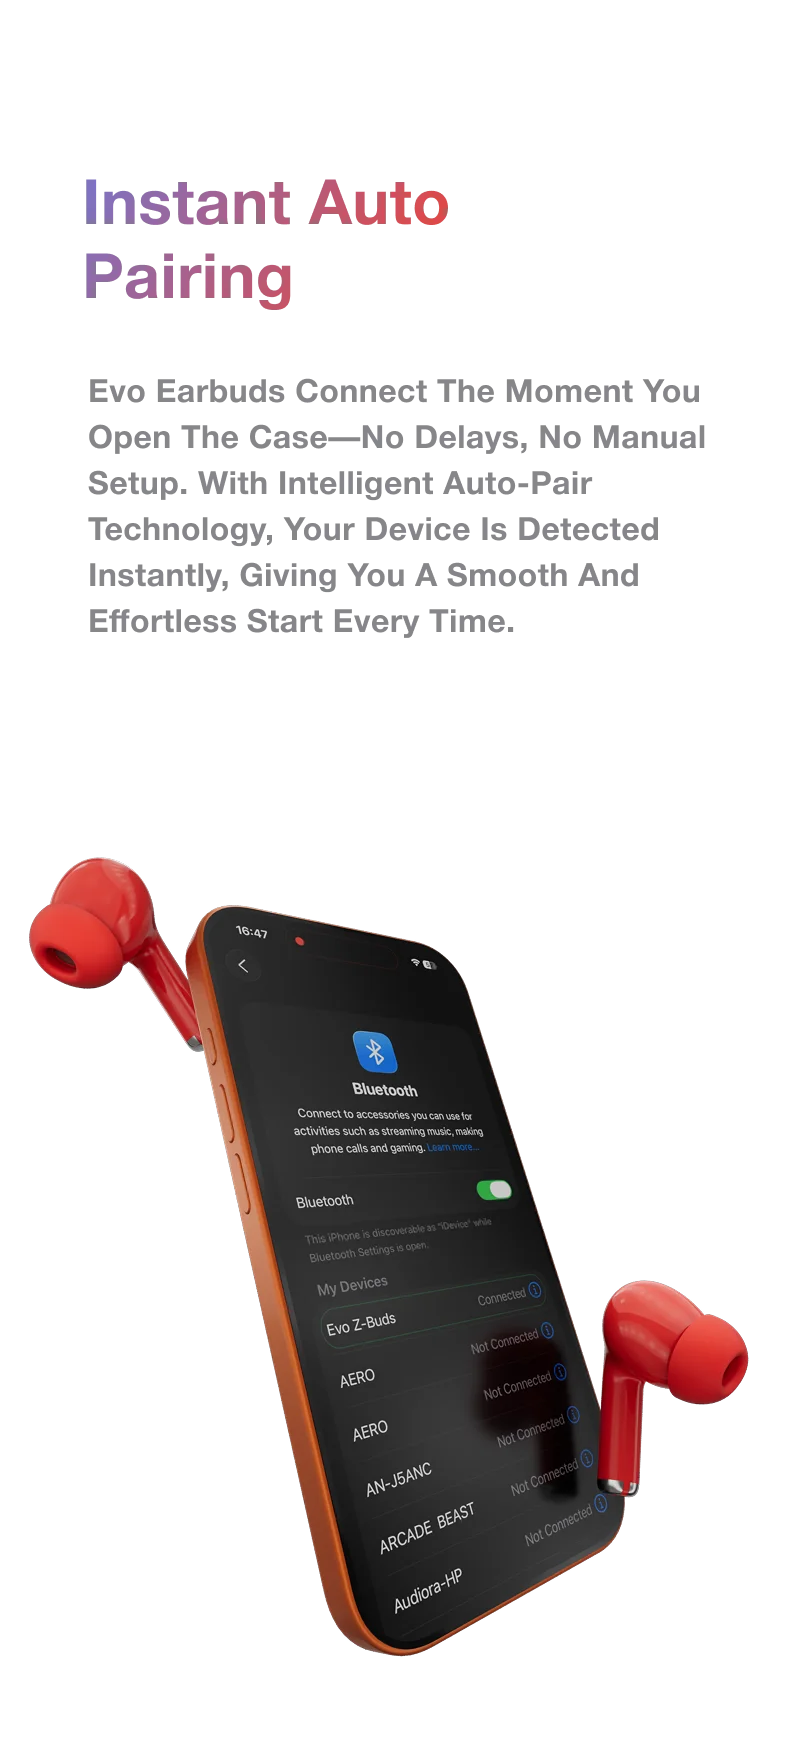 Instant Auto
Pairing
Evo Earbuds Connect The Moment You
Open The Case—No Delays, No Manual
Setup. With Intelligent Auto-Pair
Technology, Your Device Is Detected
Instantly, Giving You A Smooth And
Effortless Start Every Time.
16:47
Bluetooth
Connect to accessories you can use for
activities such as streaming music, making
phone calls and gaming. Learn more...
Bluetooth
This iPhone is discoverable as "iDevice" while
Bluetooth Settings is open.
My Devices
Evo Z-Buds Connected
AERO Not Connected
AERO Not Connected
AN-J5ANC Not Connected
ARCADE BEAST Not Connected
Audiora-HP Not Connected